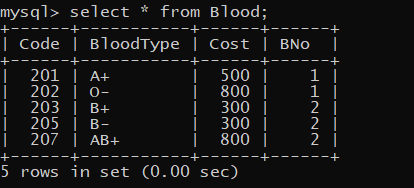 mysql> select * from Blood;
+------+-----------+------+------+
| Code | BloodType | Cost | BNo  |
+------+-----------+------+------+
|  201 | A+        |  500 |    1 |
|  202 | O-        |  800 |    1 |
|  203 | B+        |  300 |    2 |
|  205 | B-        |  300 |    2 |
|  207 | AB+       |  800 |    2 |
+------+-----------+------+------+
5 rows in set (0.00 sec)